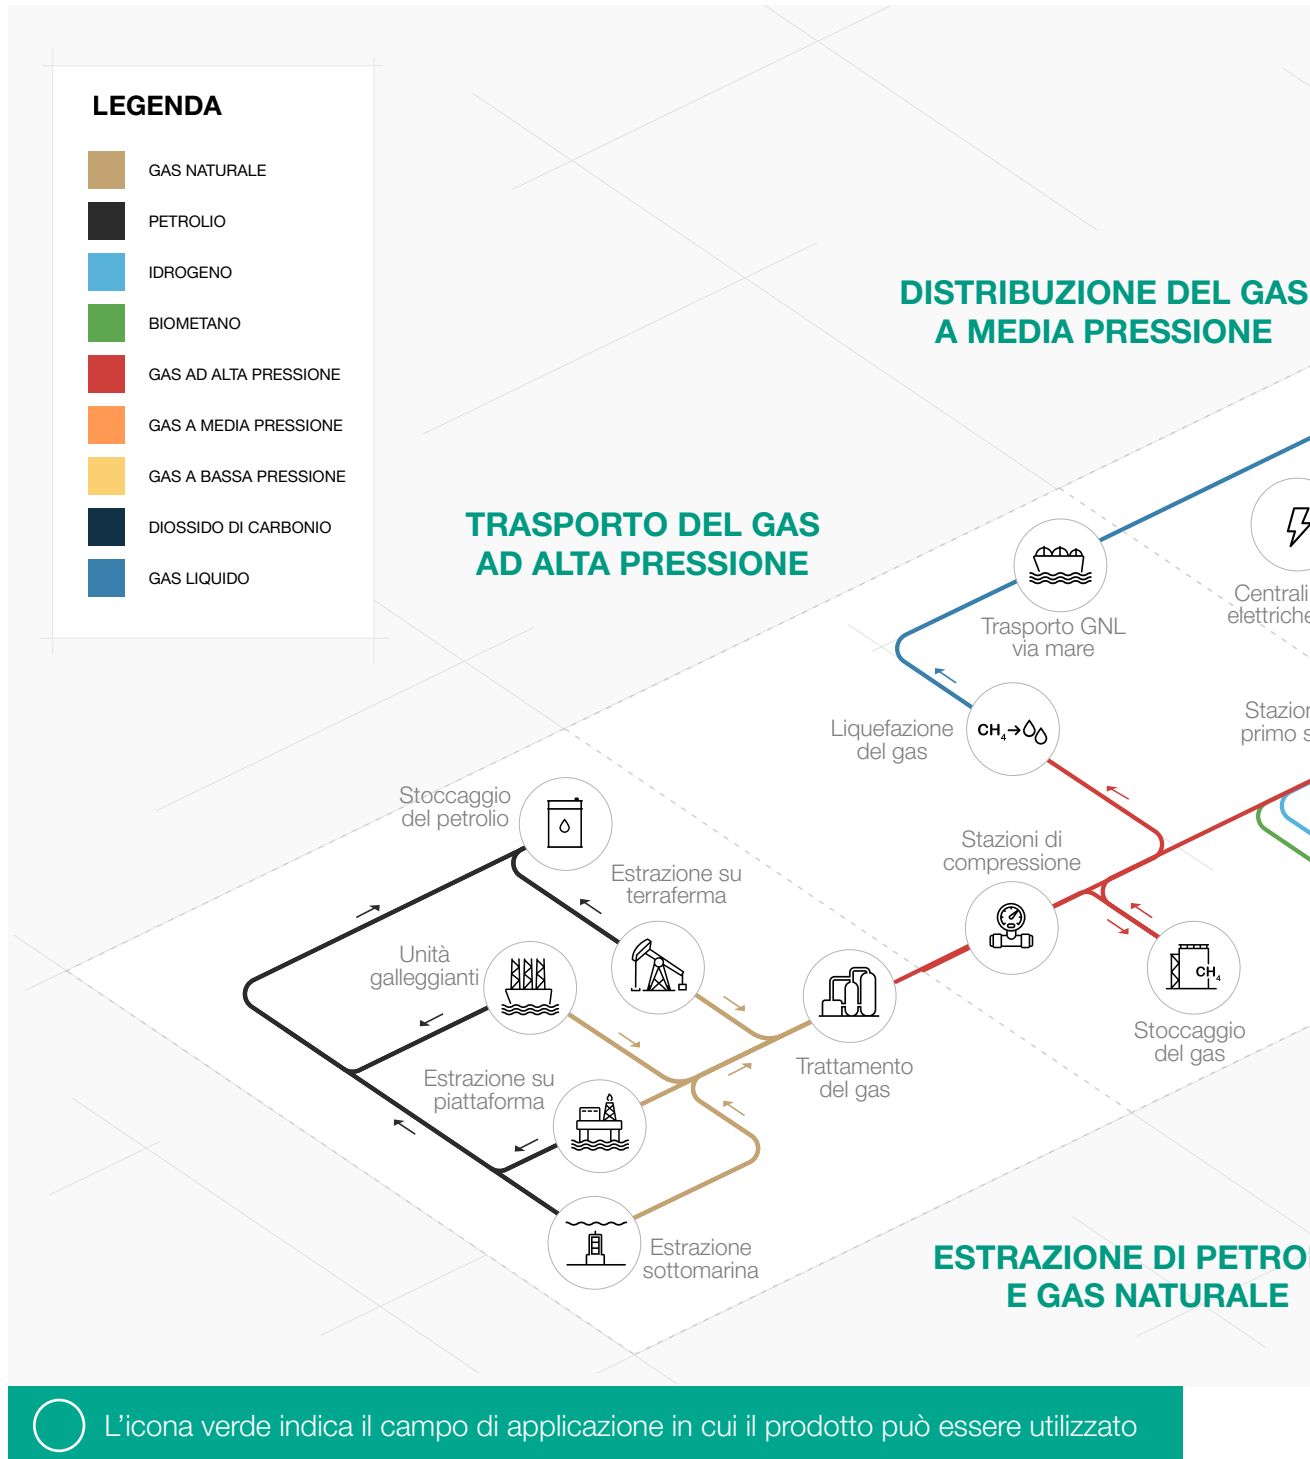 LEGENDA
GAS NATURALE
PETROLIO
IDROGENO
BIOMETANO
GAS AD ALTA PRESSIONE
GAS A MEDIA PRESSIONE
GAS A BASSA PRESSIONE
DIOSSIDO DI CARBONIO
GAS LIQUIDO
DISTRIBUZIONE DEL GAS
A MEDIA PRESSIONE
TRASPORTO DEL GAS
AD ALTA PRESSIONE
Centrali
elettriche
Trasporto GNL
via mare
Liquefazione
del gas
CH₄→
primo
Stoccaggio
del petrolio
Stazioni di
compressione
Estrazione su
terraferma
Unità
galleggianti
CH₄
Stoccaggio
del gas
Trattamento
del gas
Estrazione su
piattaforma
Estrazione
sottomarina
ESTRAZIONE DI
E GAS NATURALE
L'icona verde indica il campo di applicazione in cui il prodotto può essere utilizzato